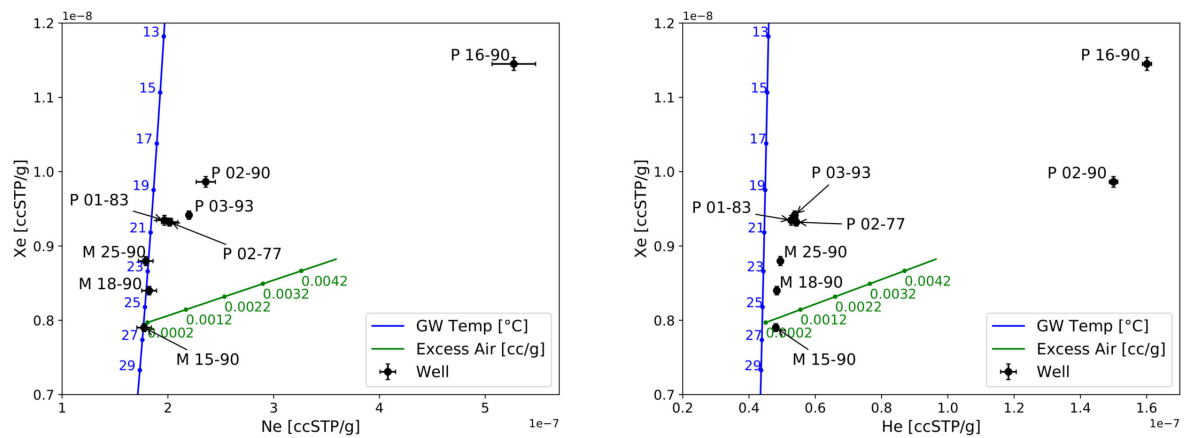 1e−8
1.2
1.1
1.0
0.9
0.8
0.7
Xe [ccSTP/g]
13
15
17
19
21
23
25
27
29
P 16-90
P 02-90
P 01-83
P 03-93
P 02-77
M 25-90
M 18-90
M 15-90
0.0002
0.0012
0.0022
0.0032
0.0042
GW Temp [°C]
Excess Air [cc/g]
Well
1 2 3 4 5
1e−7
Ne [ccSTP/g]
1e−8
1.2
1.1
1.0
0.9
0.8
0.7
Xe [ccSTP/g]
13
15
17
19
21
23
25
27
29
P 16-90
P 03-93
P 02-90
P 01-83
P 02-77
M 25-90
M 18-90
M 15-90
0.0002
0.0012
0.0022
0.0032
0.0042
GW Temp [°C]
Excess Air [cc/g]
Well
0.2 0.4 0.6 0.8 1.0 1.2 1.4 1.6
1e−7
He [ccSTP/g]